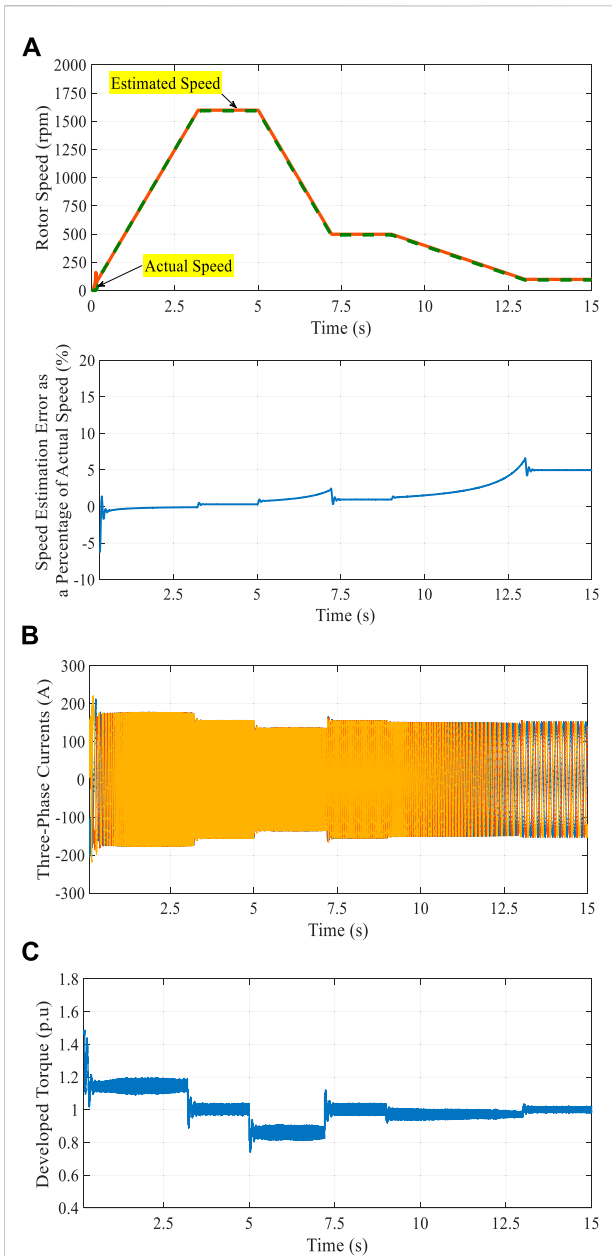 A
Rotor Speed (rpm)
2000
1750
1500
1250
1000
750
500
250
0
Estimated Speed
Actual Speed
0 2.5 5 7.5 10 12.5 15
Time (s)
Speed Estimation Error as
a Percentage of Actual Speed (%)
20
15
10
5
0
-5
-10
2.5 5 7.5 10 12.5 15
Time (s)
B
Three-Phase Currents (A)
300
200
100
0
-100
-200
-300
2.5 5 7.5 10 12.5 15
Time (s)
C
Developed Torque (p.u)
1.8
1.6
1.4
1.2
1
0.8
0.6
0.4
2.5 5 7.5 10 12.5 15
Time (s)